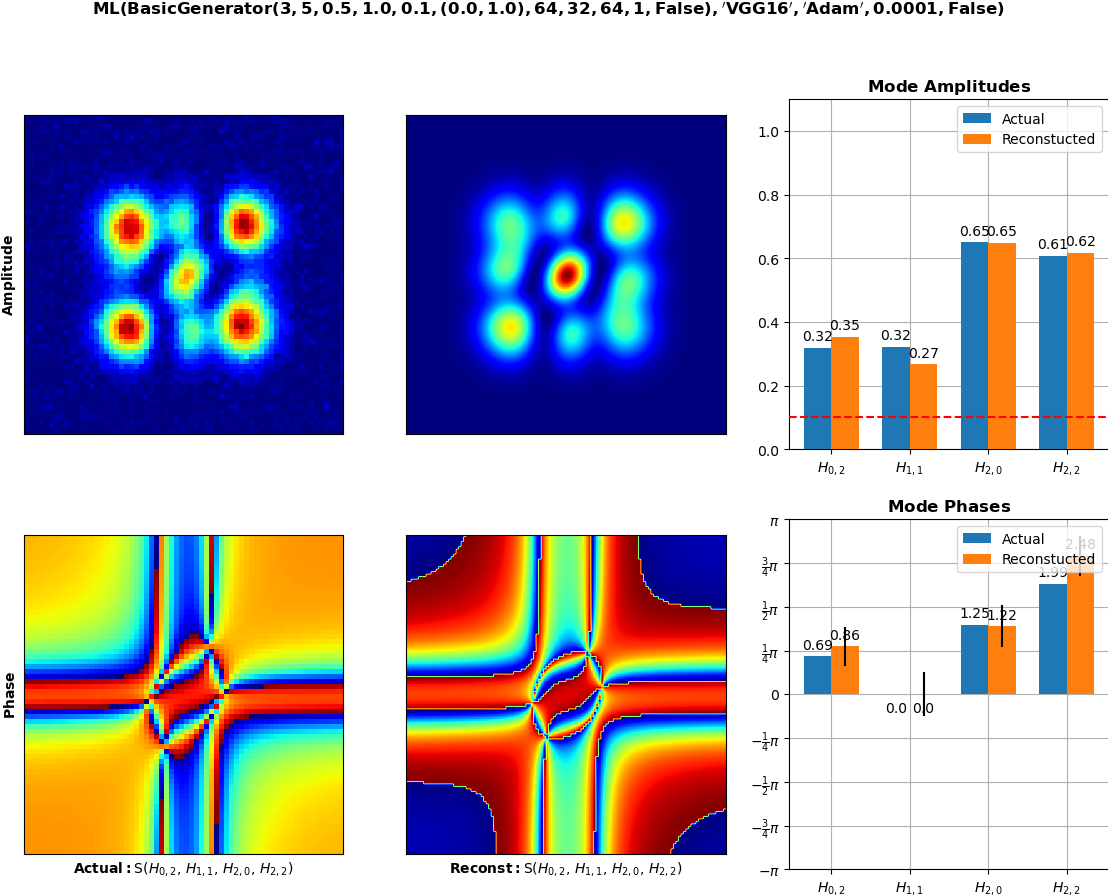 ML(BasicGenerator(3, 5, 0.5, 1.0, 0.1, (0.0, 1.0), 64, 32, 64, 1, False), ′VGG16′, ′Adam′, 0.0001, False)
Mode Amplitudes
Actual
Reconstucted
1.0
0.8
0.6
0.4
0.2
0.0
0.32 0.35 0.32 0.27 0.65 0.65 0.61 0.62
H0,2 H1,1 H2,0 H2,2
Amplitude
Mode Phases
Actual
Reconstucted
π
3/4π
1/2π
1/4π
0
−1/4π
−1/2π
−3/4π
−π
0.69 0.86 0.0 0.0 1.25 1.22 1.99 2.48
H0,2 H1,1 H2,0 H2,2
Phase
Actual: S(H0,2, H1,1, H2,0, H2,2)
Reconst: S(H0,2, H1,1, H2,0, H2,2)